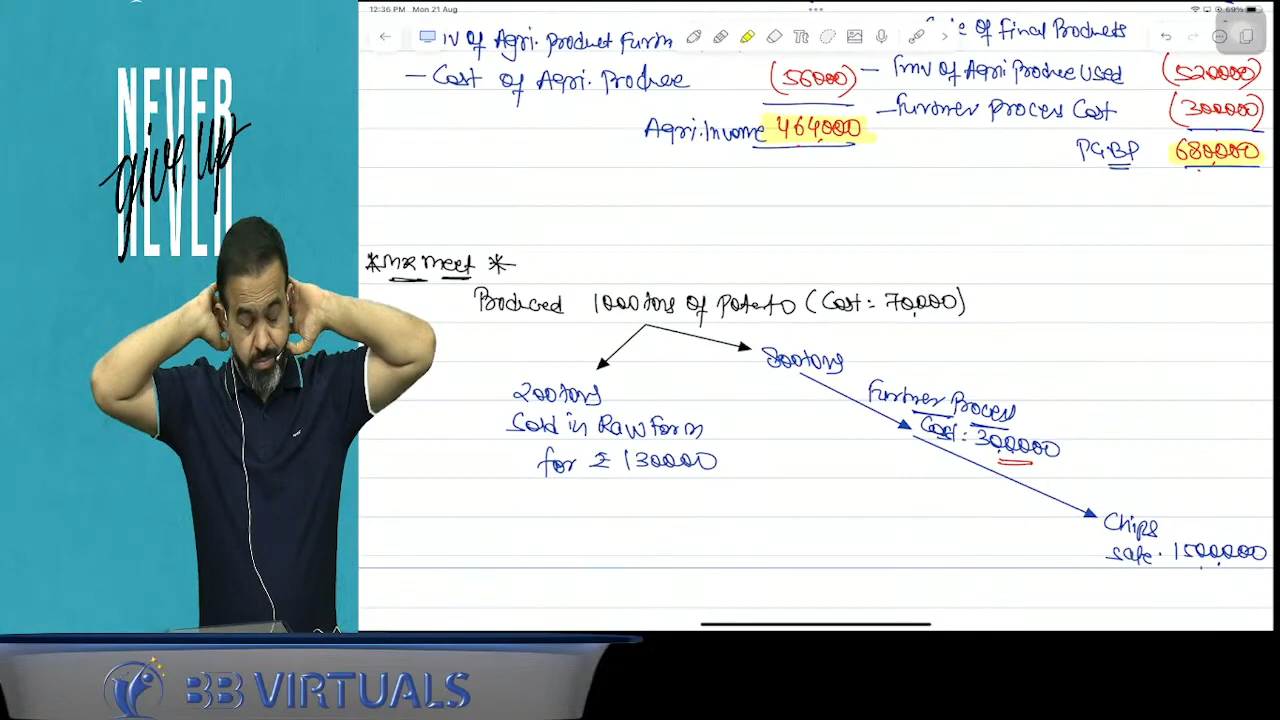 12:36 PM Mon 21 Aug
69%
NEVER
give up
NEVER
IV of Agri. product Furm
- Cost of Agri. Produce (56000)
Agri. Income 464000
e of Final Products
- FMV of Agri Produce Used (520000)
- Further Process Cost (300000)
PGBP 680000
*Mr Meet *
Produced 1000 tons of Potato (Cost = 70,000)
200 tons
Sold in Raw form
for ₹ 130000
800 tons
Further Process
Cost = 300000
Chips
sale. 1500000
BB VIRTUALS